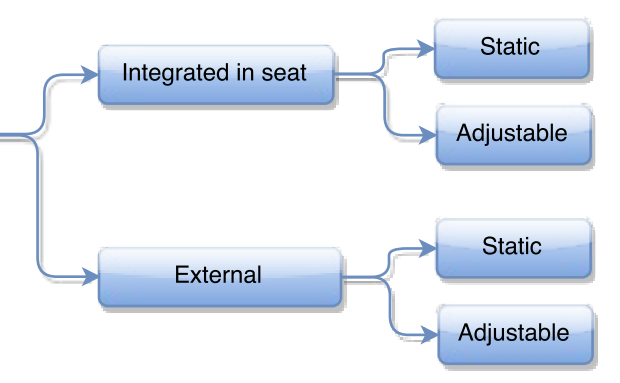 Integrated in seat
Static
Adjustable
External
Static
Adjustable